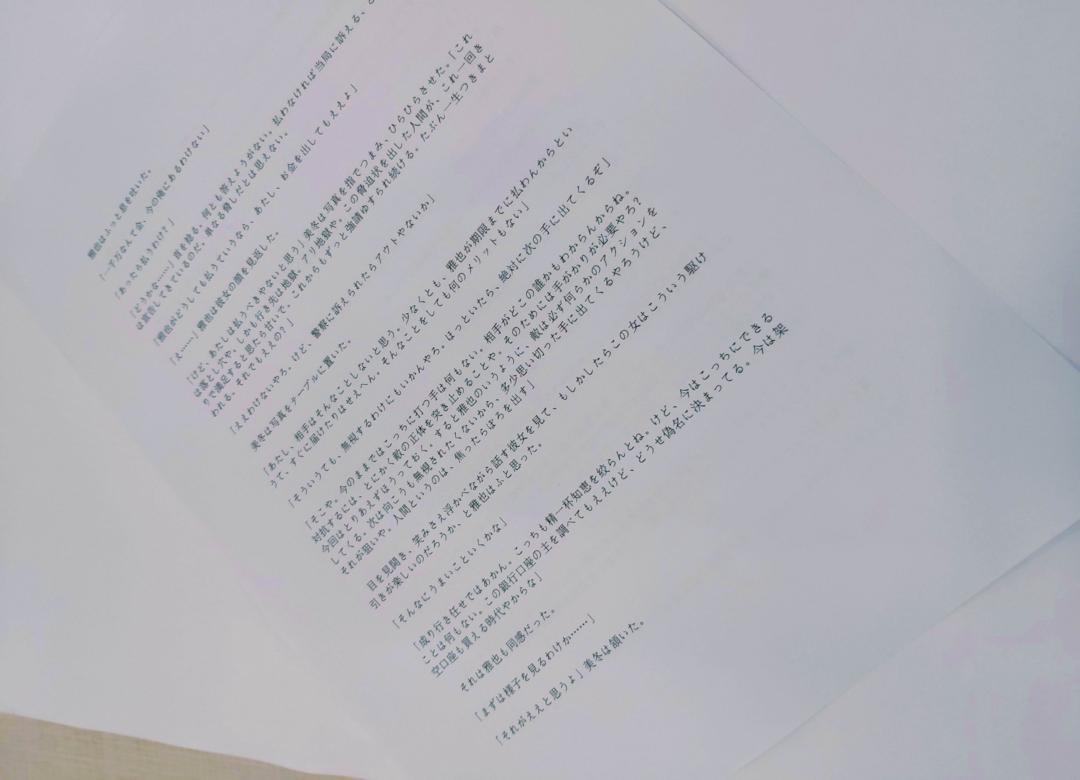 雅也はふっと息を吐いた。
「一千万なんて金、今の俺にあるわけない」
「あったら払うわけ?」
「どうかな……」首を捻る。何とも答えようがない。払わなければ当局に訴える、と
は宣告してきているのだ。単なる脅しだとは思えない。
「雅也がどうしても払うていうなら、あたし、お金を出してもええよ」
「え……」雅也は彼女の顔を見返した。
「けど、あたしは払うべきやないと思う」美冬は写真を指でつまみ、ひらひらさせた。「これ
は落とし穴や。しかも行き先は地獄、アリ地獄や。この脅迫状を出した人間が、これ一回き
りで満足すると思たら甘いで。これからもずっと強請ゆすられ続ける。たぶん一生つきまと
われる。それでもええの?」
「ええわけないやろ。けど、警察に訴えられたらアウトやないか」
美冬は写真をテーブルに置いた。
「あたし、相手はそんなことしないと思う。少なくとも、雅也が期限までに払わんからとい
うて、すぐに届けたりはせえへん。そんなことをしても何のメリットもない」
「そういうても、無視するわけにもいかんやろ。ほっといたら、絶対に次の手に出てくるぞ」
「そこや。今のままではこっちに打つ手は何もない。相手がどこの誰かもわからんからね。
対抗するには、とにかく敵の正体を突き止めることや。そのためには手がかりが必要やろ?
今回はとりあえずほうっておく。すると雅也のいうように、敵は必ず何らかのアクションを
してくる。次は向こうも無視されたくないから、多少思い切った手に出てくるやろうけど、
それが狙いや。人間というのは、焦ったらぼろを出す」
目を見開き、笑みさえ浮かべながら話す彼女を見て、もしかしたらこの女はこういう駆け
引きが楽しいのだろうか、と雅也はふと思った。
「そんなにうまいこといくかな」
「成り行き任せではあかん。こっちも精一杯知恵を絞らんとね。けど、今はこっちにできる
ことは何もない。この銀行口座の主を調べてもええけど、どうせ偽名に決まってる。今は架
空口座も買える時代やからな」
それは雅也も同感だった。
「まずは様子を見るわけか……」
「それがええと思うよ」美冬は頷いた。